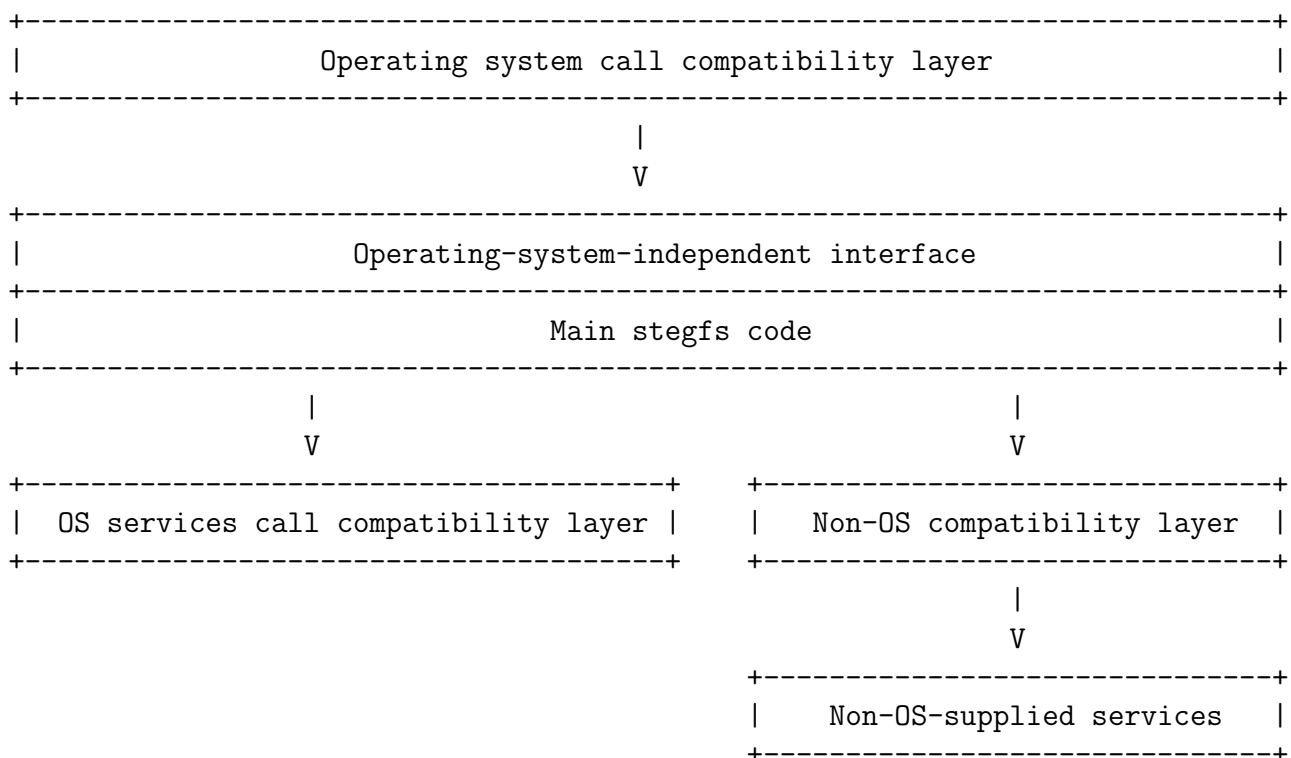 Operating system call compatibility layer
Operating-system-independent interface
Main stegfs code
OS services call compatibility layer
Non-OS compatibility layer
Non-OS-supplied services